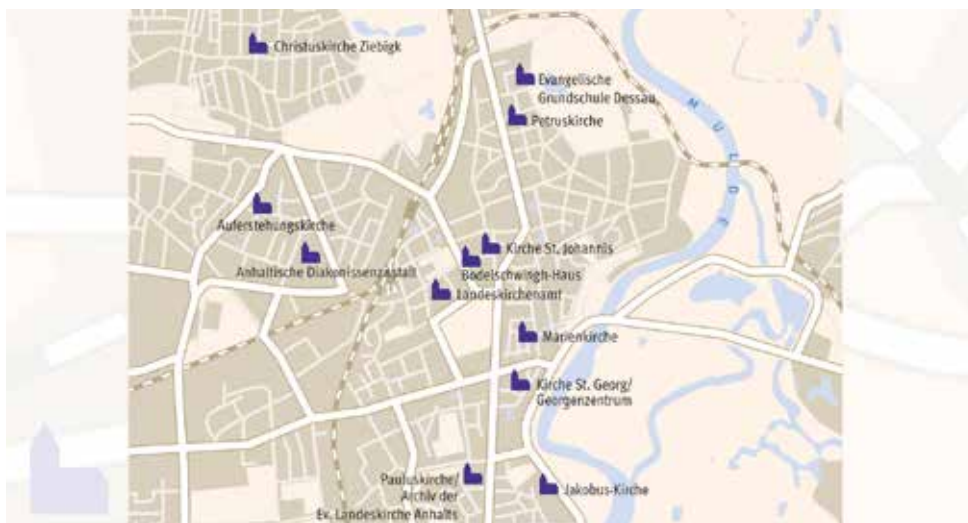 Christuskirche Ziebigk
Evangelische
Grundschule Dessau
Petruskirche
MULDE
Auferstehungskirche
Kirche St. Johannis
Anhaltische Diakonissenanstalt
Bodelschwingh-Haus
Landeskirchenamt
Marienkirche
Kirche St. Georg/
Georgenzentrum
Pauluskirche/
Archiv der
Ev. Landeskirche Anhalts
Jakobus-Kirche